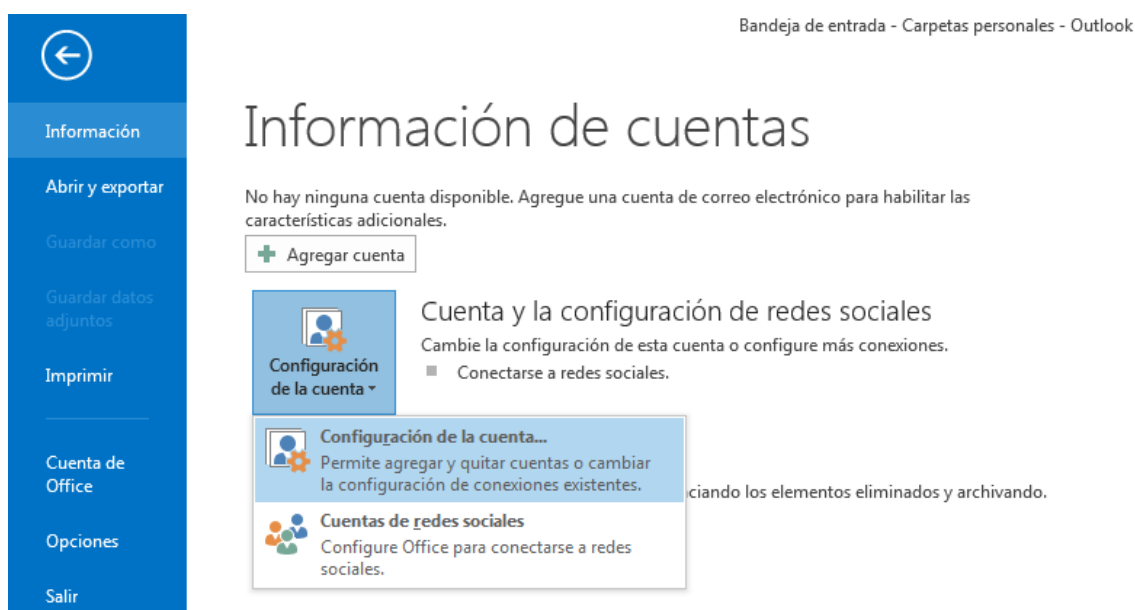 Bandeja de entrada - Carpetas personales - Outlook
Información
Abrir y exportar
Guardar como
Guardar datos
adjuntos
Imprimir
Cuenta de
Office
Opciones
Salir
Información de cuentas
No hay ninguna cuenta disponible. Agregue una cuenta de correo electrónico para habilitar las
características adicionales.
Agregar cuenta
Configuración
de la cuenta
Cuenta y la configuración de redes sociales
Cambie la configuración de esta cuenta o configure más conexiones.
Conectarse a redes sociales.
Configuración de la cuenta...
Permite agregar y quitar cuentas o cambiar
la configuración de conexiones existentes.
ciando los elementos eliminados y archivando.
Cuentas de redes sociales
Configure Office para conectarse a redes
sociales.